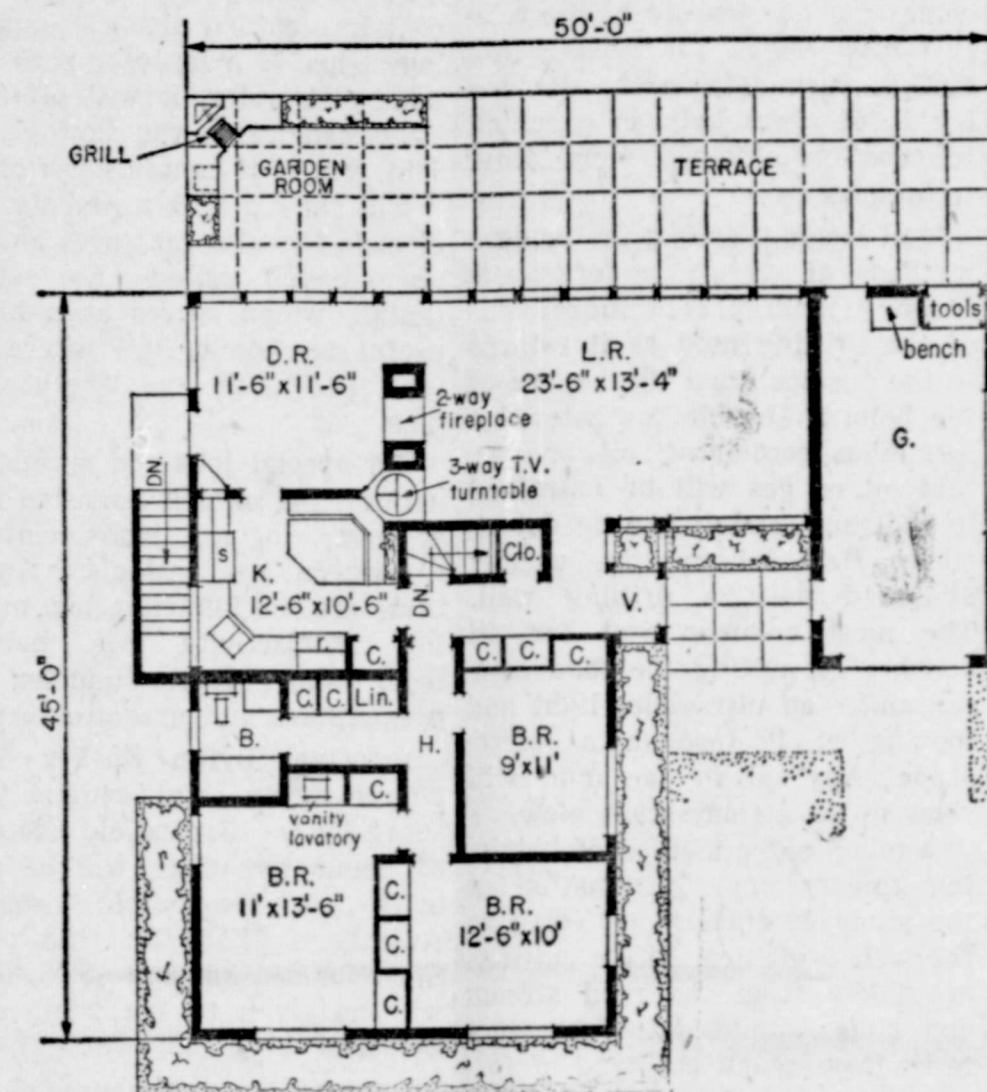 50'-0"
GRILL
GARDEN
ROOM
TERRACE
D.R.
11'-6" x 11'-6"
L.R.
23'-6" x 13'-4"
tools
bench
2-way
fireplace
G.
3-way T.V.
turntable
DN.
S
K.
12'-6" x 10'-6"
Clo.
DN.
V.
r.
C.
C.
C.
C.
45'-0"
C.
C.
Lin.
B.
H.
B.R.
9' x 11'
C.
vanity
lavatory
B.R.
11' x 13'-6"
C.
C.
C.
B.R.
12'-6" x 10'